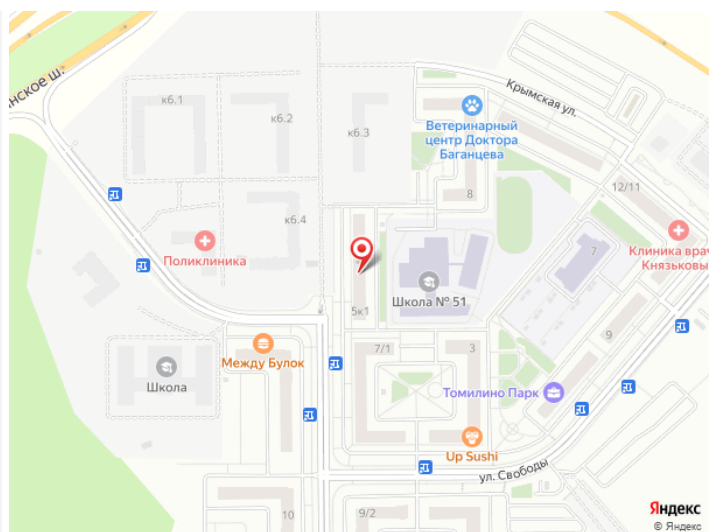 нское ш.
к6.1
к6.2
к6.3
Крымская ул.
Ветеринарный
центр Доктора
Баганцева
8
12/11
к6.4
Поликлиника
7
Клиника врач
Князьковы
Школа № 51
5к1
9
Между Булок
7/1
3
Школа
Томилино Парк
Up Sushi
ул. Свободы
10
9/2
Яндекс
© Яндекс